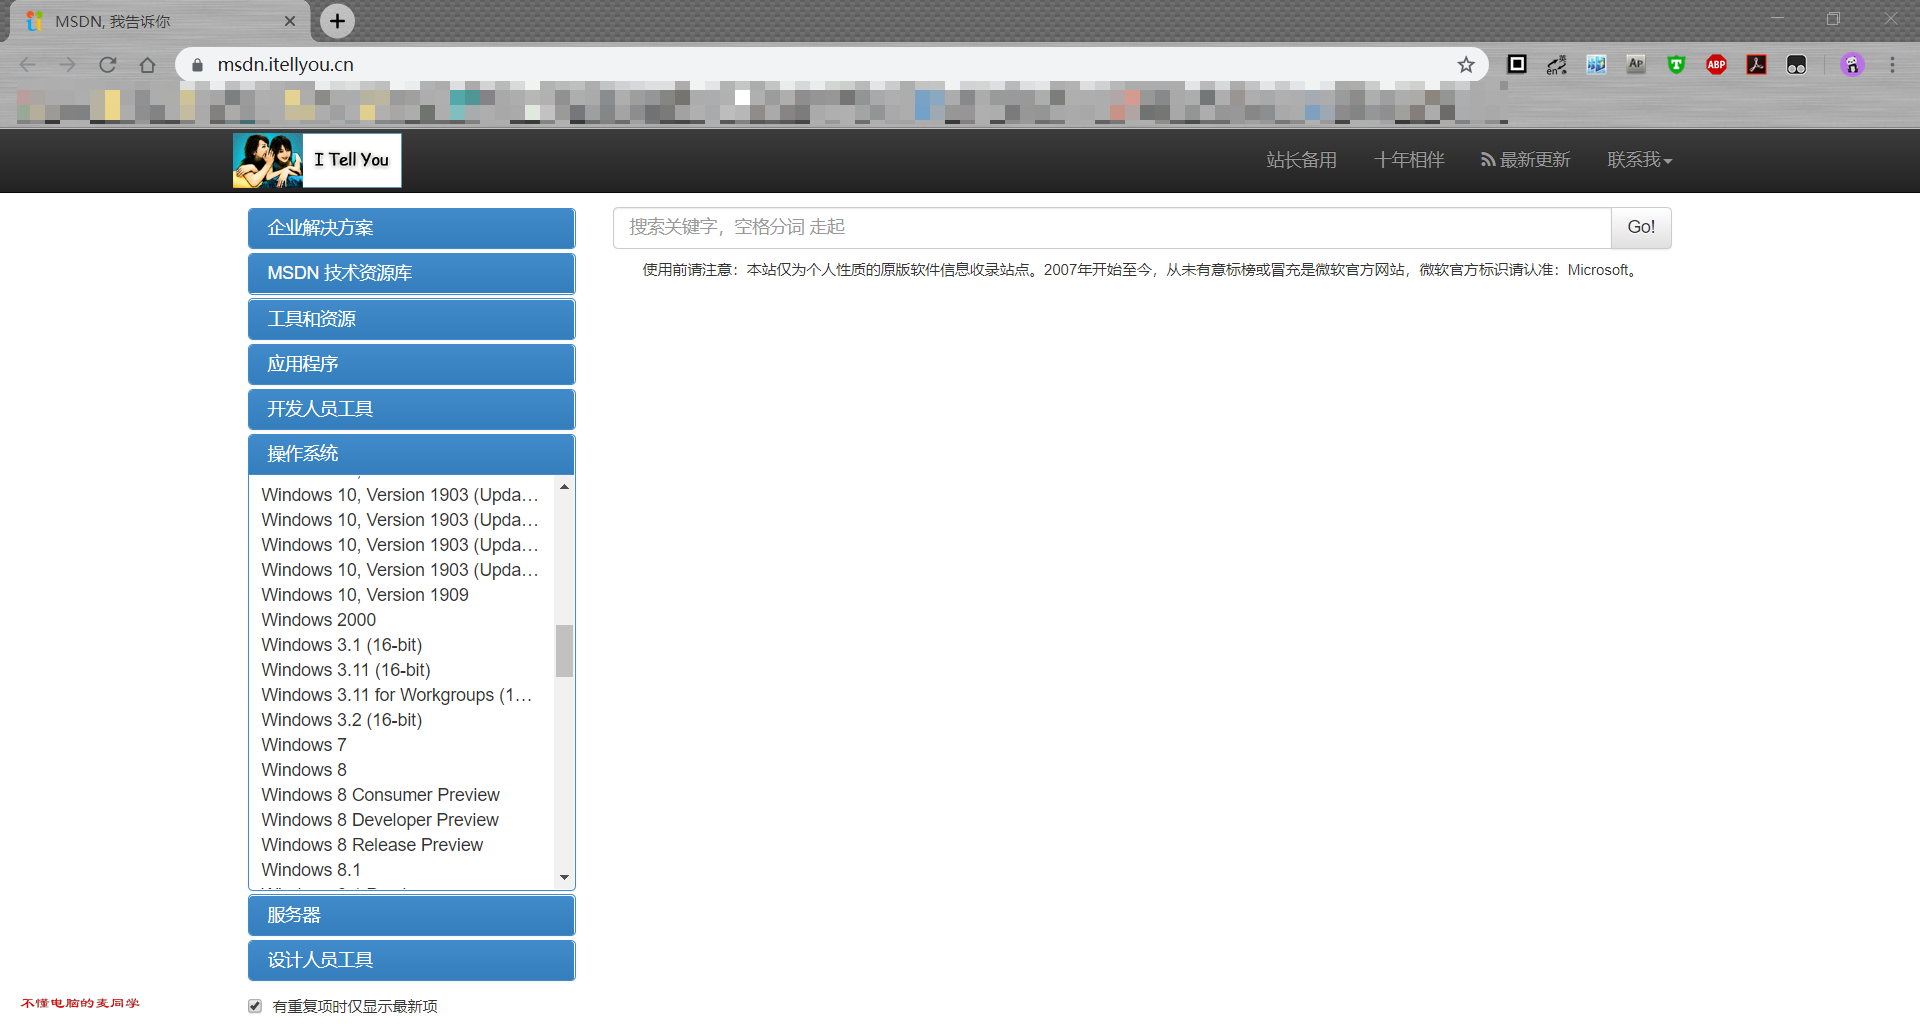 MSDN, 我告诉你
msdn.itellyou.cn
英
en
AP
T
ABP
I Tell You
站长备用
十年相伴
最新更新
联系我
企业解决方案
MSDN 技术资源库
工具和资源
应用程序
开发人员工具
操作系统
Windows 10, Version 1903 (Upda…
Windows 10, Version 1903 (Upda…
Windows 10, Version 1903 (Upda…
Windows 10, Version 1903 (Upda…
Windows 10, Version 1909
Windows 2000
Windows 3.1 (16-bit)
Windows 3.11 (16-bit)
Windows 3.11 for Workgroups (1…
Windows 3.2 (16-bit)
Windows 7
Windows 8
Windows 8 Consumer Preview
Windows 8 Developer Preview
Windows 8 Release Preview
Windows 8.1
服务器
设计人员工具
有重复项时仅显示最新项
搜索关键字，空格分词 走起
Go!
使用前请注意：本站仅为个人性质的原版软件信息收录站点。2007年开始至今，从未有意标榜或冒充是微软官方网站，微软官方标识请认准：Microsoft。
不懂电脑的麦同学